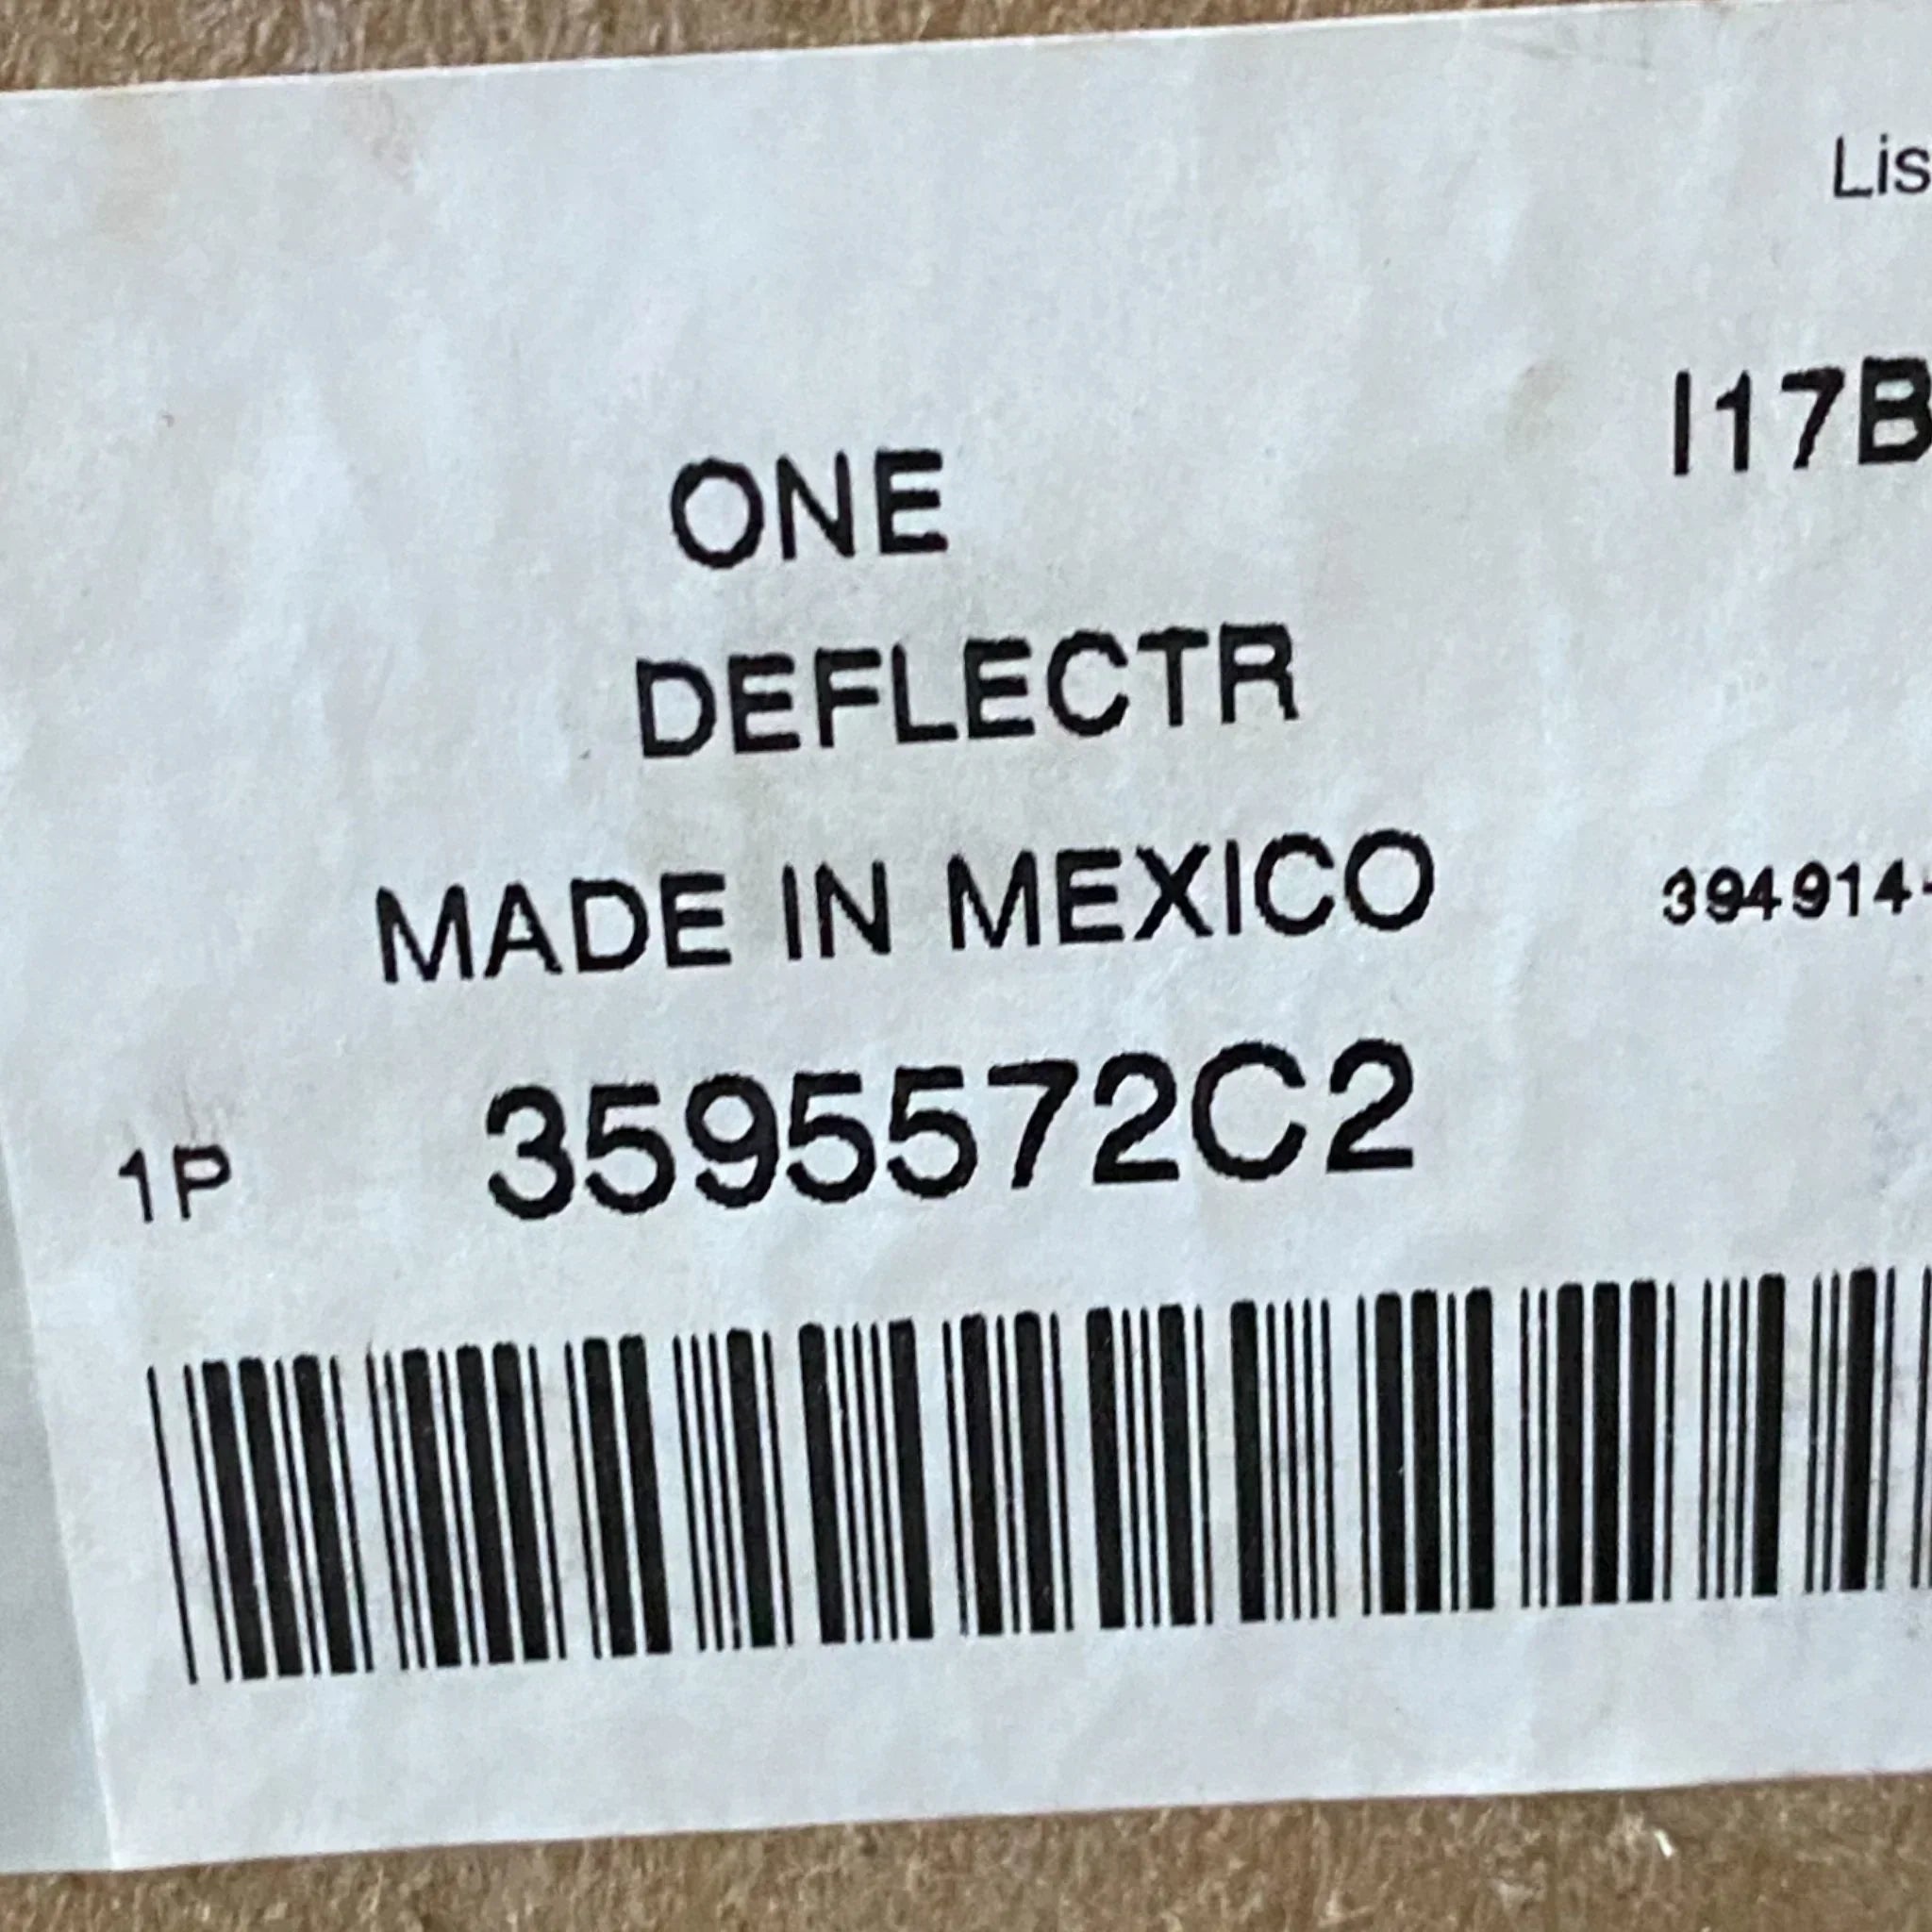 Lis
I17B
ONE
DEFLECTR
MADE IN MEXICO
394914-
1P 3595572C2